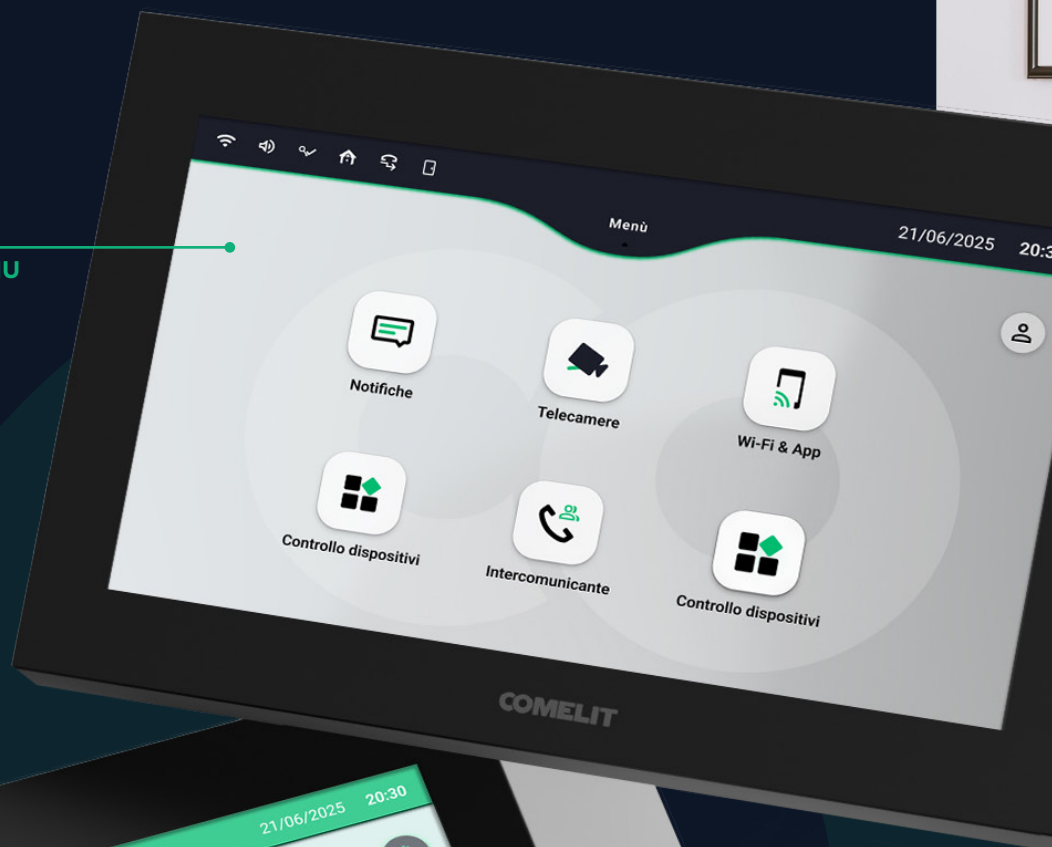 Menù
21/06/2025
Notifiche
Telecamere
Wi-Fi & App
Controllo dispositivi
Intercomunicante
Controllo dispositivi
COMELIT
21/06/2025 20:30